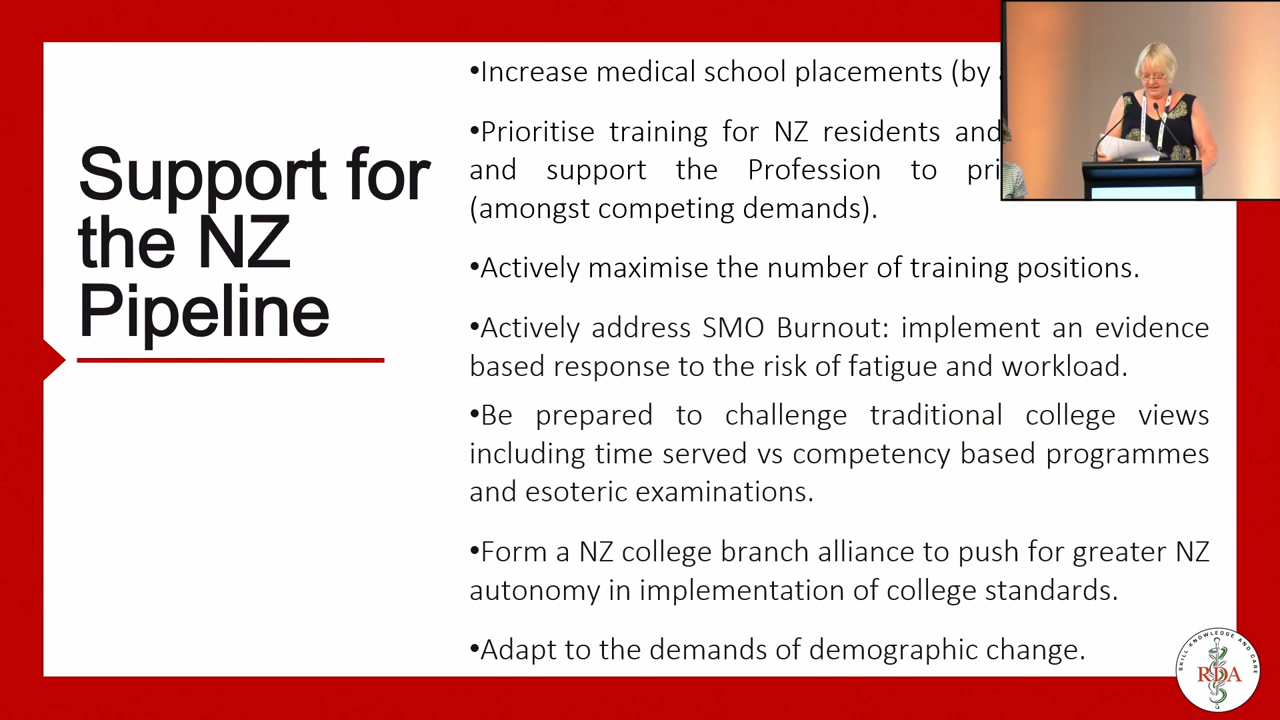 Support for
the NZ
Pipeline
•Increase medical school placements (by
•Prioritise training for NZ residents and
and support the Profession to
(amongst competing demands).
•Actively maximise the number of training positions.
•Actively address SMO Burnout: implement an evidence
based response to the risk of fatigue and workload.
•Be prepared to challenge traditional college views
including time served vs competency based programmes
and esoteric examinations.
•Form a NZ college branch alliance to push for greater NZ
autonomy in implementation of college standards.
•Adapt to the demands of demographic change.
SKILL KNOWLEDGE AND CARE
RDA